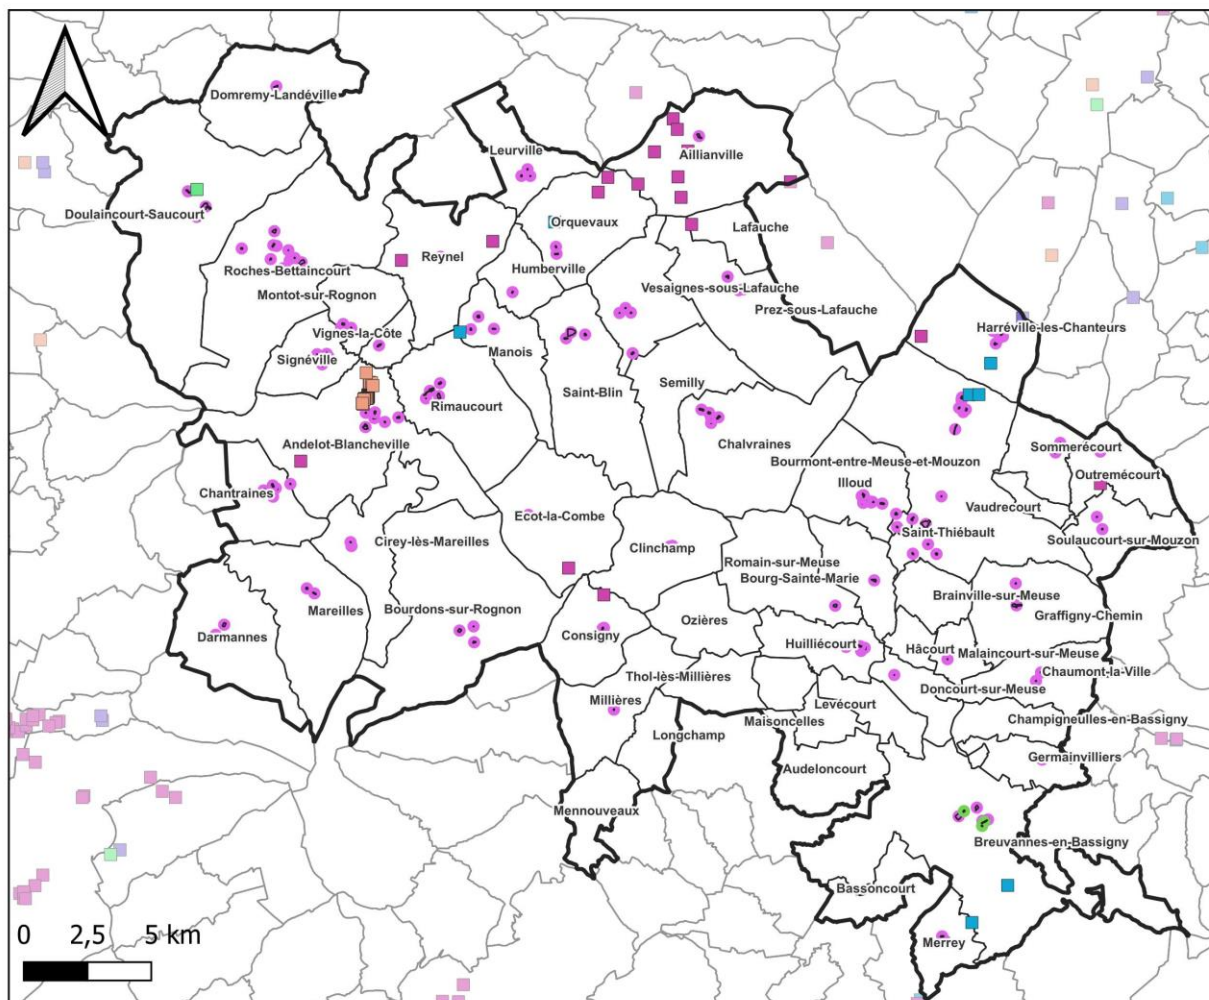 Domremy-Landéville
Leurville
Aillianville
Doulaincourt-Saucourt
Orquevaux
Lafauche
Reynel
Roches-Bettaincourt
Humberville
Vesaignes-sous-Lafauche
Montot-sur-Rognon
Prez-sous-Lafauche
Harréville-les-Chanteurs
Vignes-la-Côte
Manois
Signéville
Semilly
Saint-Blin
Rimaucourt
Andelot-Blancheville
Chalvraines
Sommerécourt
Bourmont-entre-Meuse-et-Mouzon
Outremécourt
Illoud
Chantraines
Vaudrecourt
Ecot-la-Combe
Saint-Thiébault
Cirey-lès-Mareilles
Soulaucourt-sur-Mouzon
Clinchamp
Romain-sur-Meuse
Bourg-Sainte-Marie
Brainville-sur-Meuse
Mareilles
Bourdons-sur-Rognon
Graffigny-Chemin
Ozières
Darmannes
Consigny
Huilliécourt
Hâcourt
Malaincourt-sur-Meuse
Chaumont-la-Ville
Thol-lès-Millières
Doncourt-sur-Meuse
Millières
Levécourt
Maisoncelles
Champigneulles-en-Bassigny
Longchamp
Germainvilliers
Audeloncourt
Mennouveaux
Breuvannes-en-Bassigny
Bassoncourt
Merrey
0 2,5 5 km